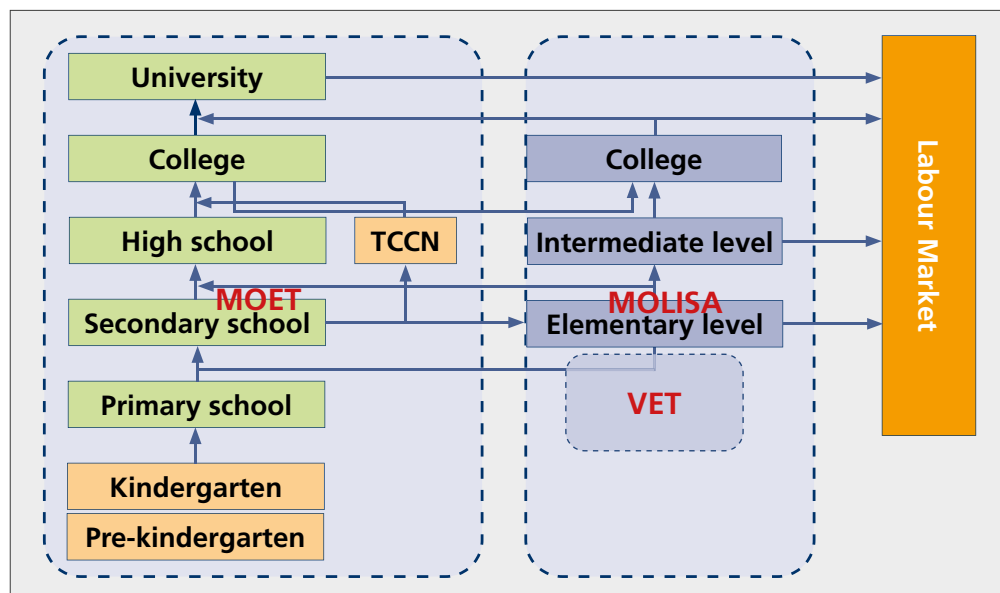 University
College
High school
TCCN
MOET
Secondary school
Primary school
Kindergarten
Pre-kindergarten
College
Intermediate level
MOLISA
Elementary level
VET
Labour Market